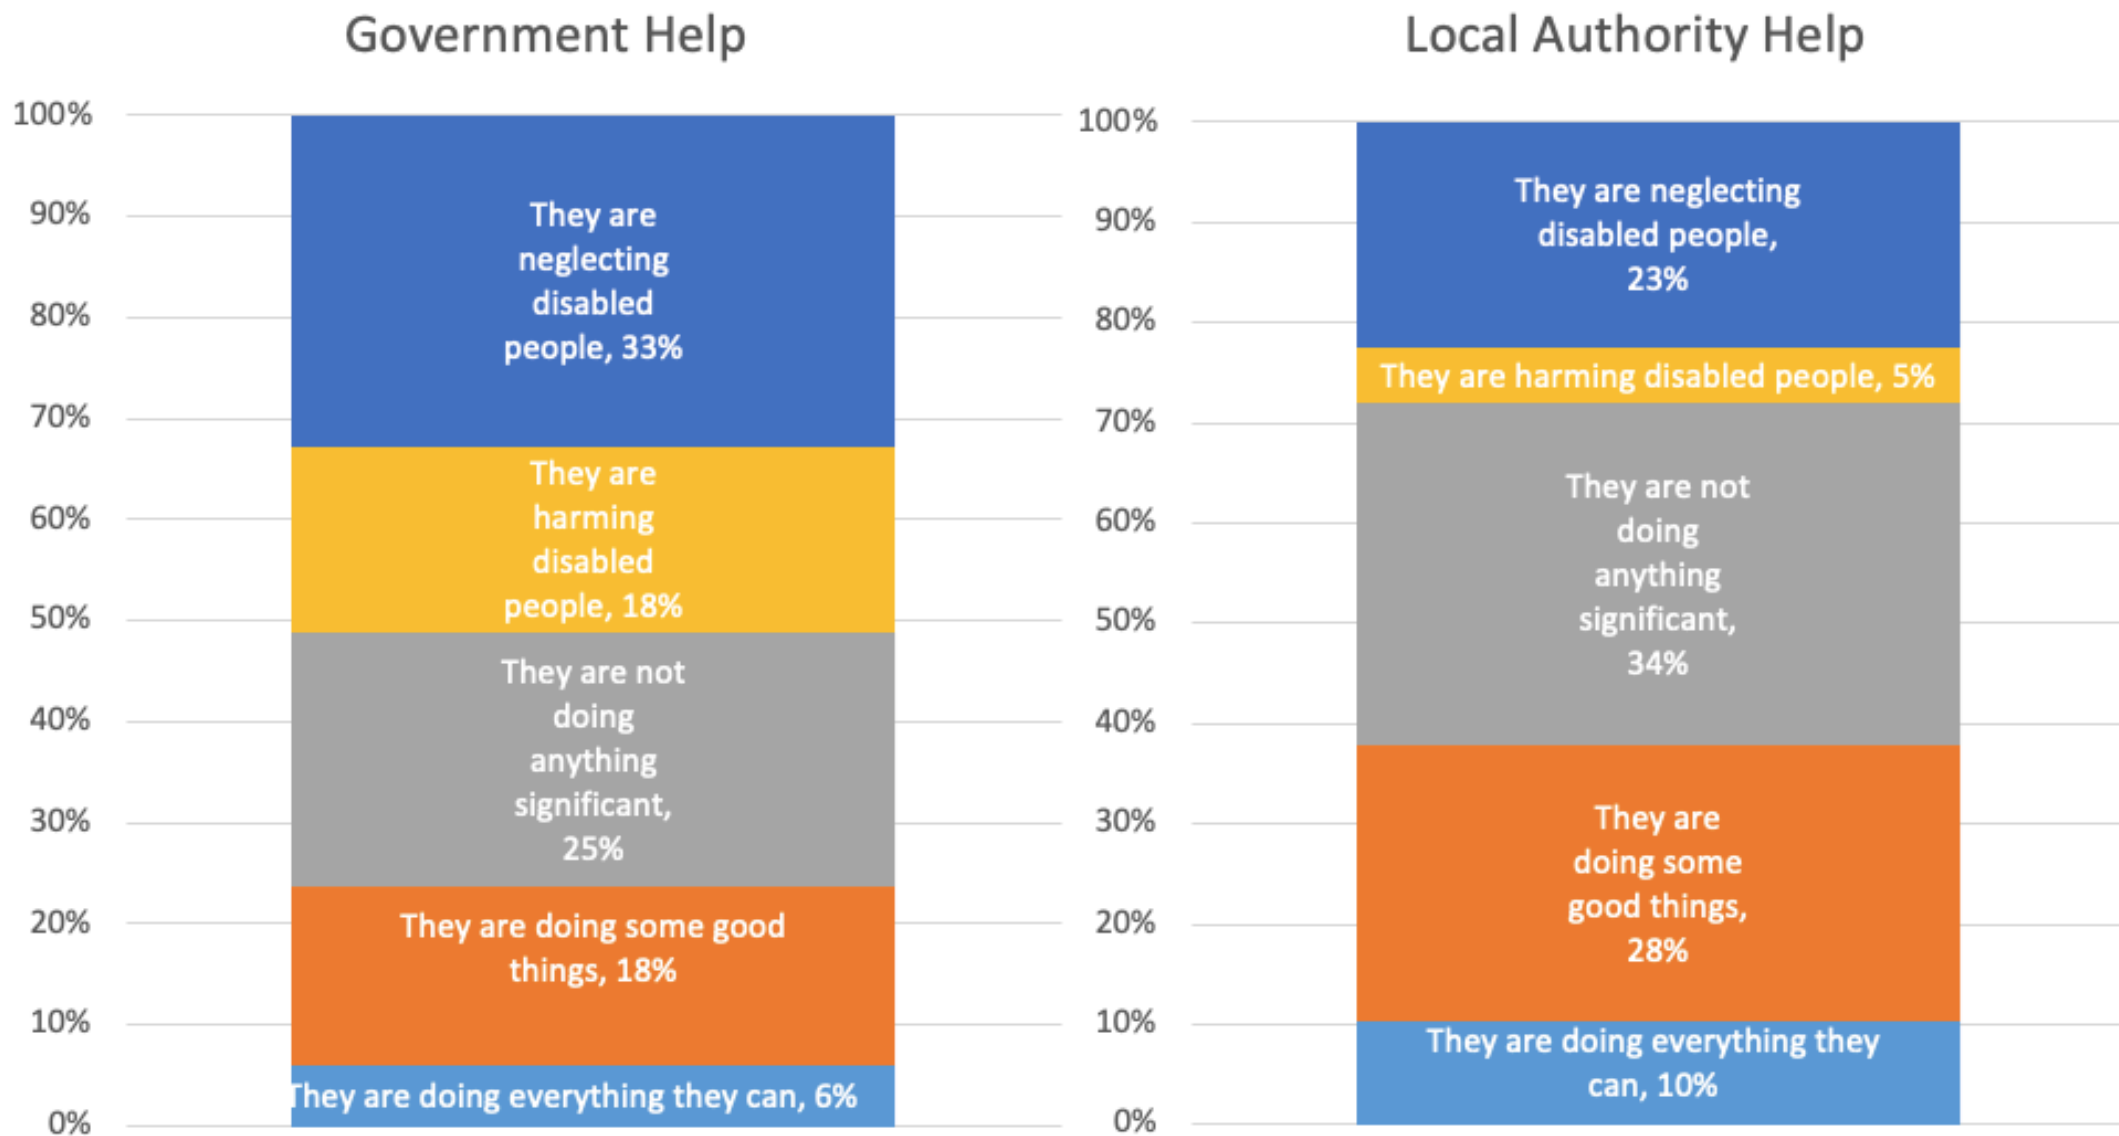 Government Help
100%
90%
80%
70%
60%
50%
40%
30%
20%
10%
0%
They are
neglecting
disabled
people, 33%
They are
harming
disabled
people, 18%
They are not
doing
anything
significant,
25%
They are doing some good
things, 18%
They are doing everything they can, 6%
Local Authority Help
100%
90%
80%
70%
60%
50%
40%
30%
20%
10%
0%
They are neglecting
disabled people,
23%
They are harming disabled people, 5%
They are not
doing
anything
significant,
34%
They are
doing some
good things,
28%
They are doing everything they
can, 10%